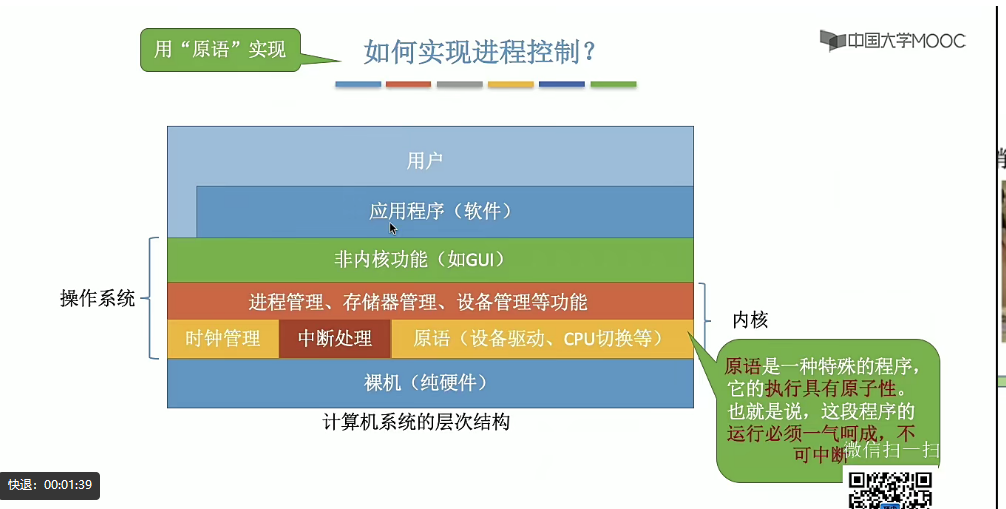 用“原语”实现
如何实现进程控制？
中国大学MOOC
用户
应用程序（软件）
非内核功能（如GUI）
操作系统
进程管理、存储器管理、设备管理等功能
内核
时钟管理
中断处理
原语（设备驱动、CPU切换等）
裸机（纯硬件）
计算机系统的层次结构
原语是一种特殊的程序，
它的执行具有原子性。
也就是说，这段程序的
运行必须一气呵成，不
可中断
微信扫一扫
快退：00:01:39